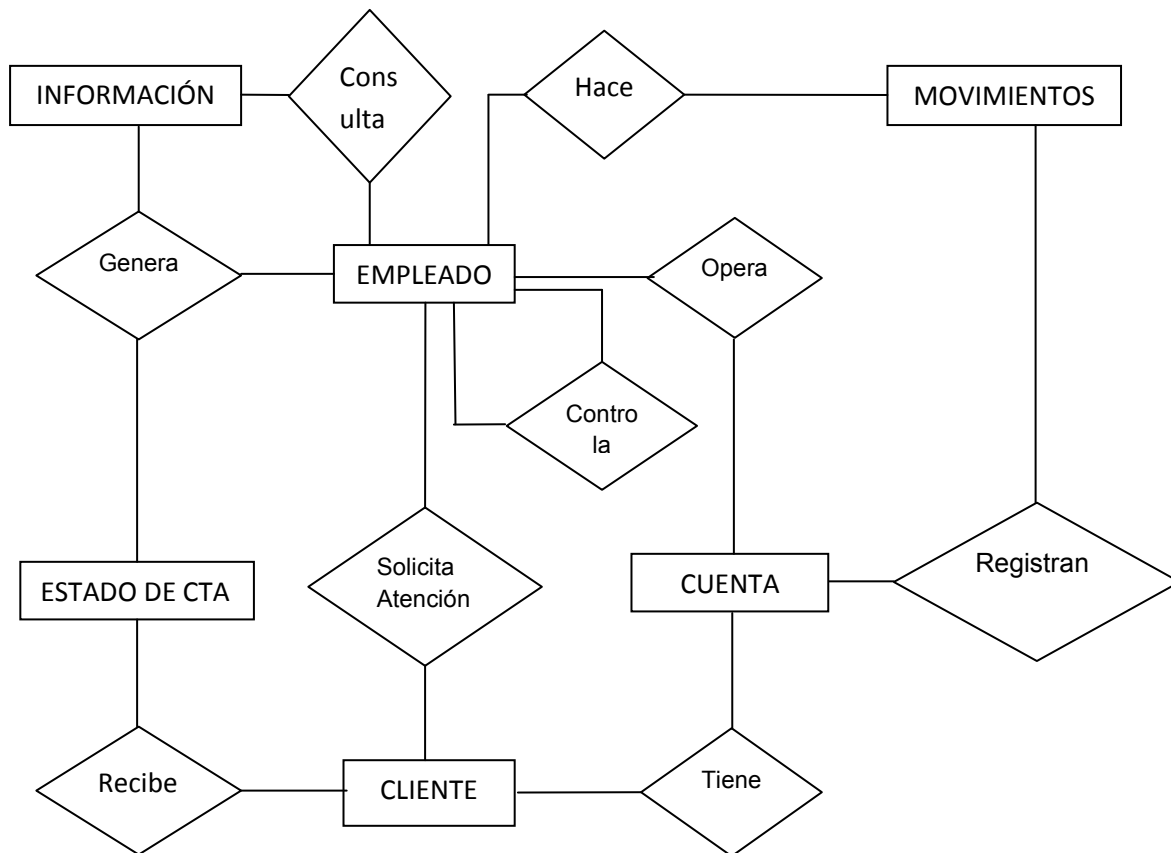 INFORMACIÓN
Cons
ulta
Hace
MOVIMIENTOS
Genera
EMPLEADO
Opera
Contro
la
ESTADO DE CTA
Solicita
Atención
CUENTA
Registran
Recibe
CLIENTE
Tiene